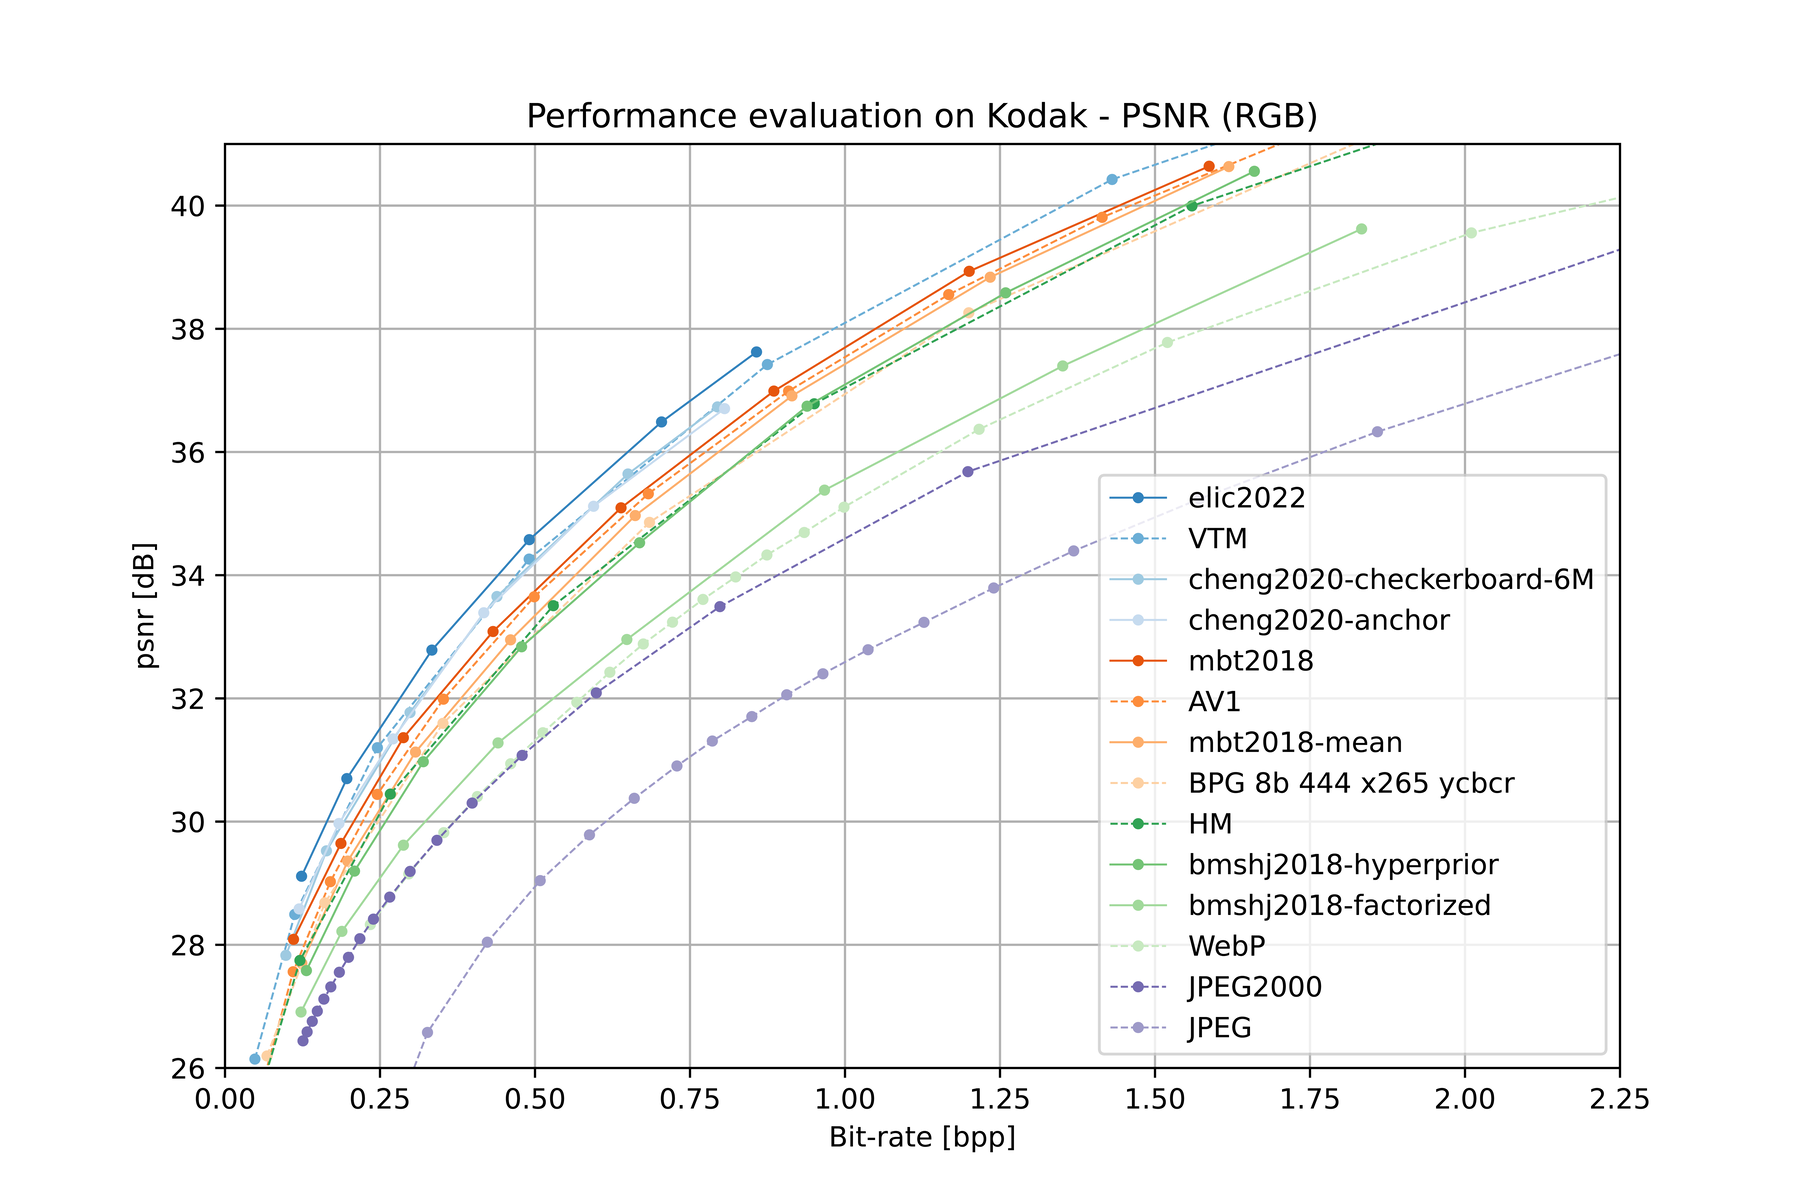 Performance evaluation on Kodak - PSNR (RGB)
psnr [dB]
40
38
36
34
32
30
28
26
elic2022
VTM
cheng2020-checkerboard-6M
cheng2020-anchor
mbt2018
AV1
mbt2018-mean
BPG 8b 444 x265 ycbcr
HM
bmshj2018-hyperprior
bmshj2018-factorized
WebP
JPEG2000
JPEG
0.00 0.25 0.50 0.75 1.00 1.25 1.50 1.75 2.00 2.25
Bit-rate [bpp]